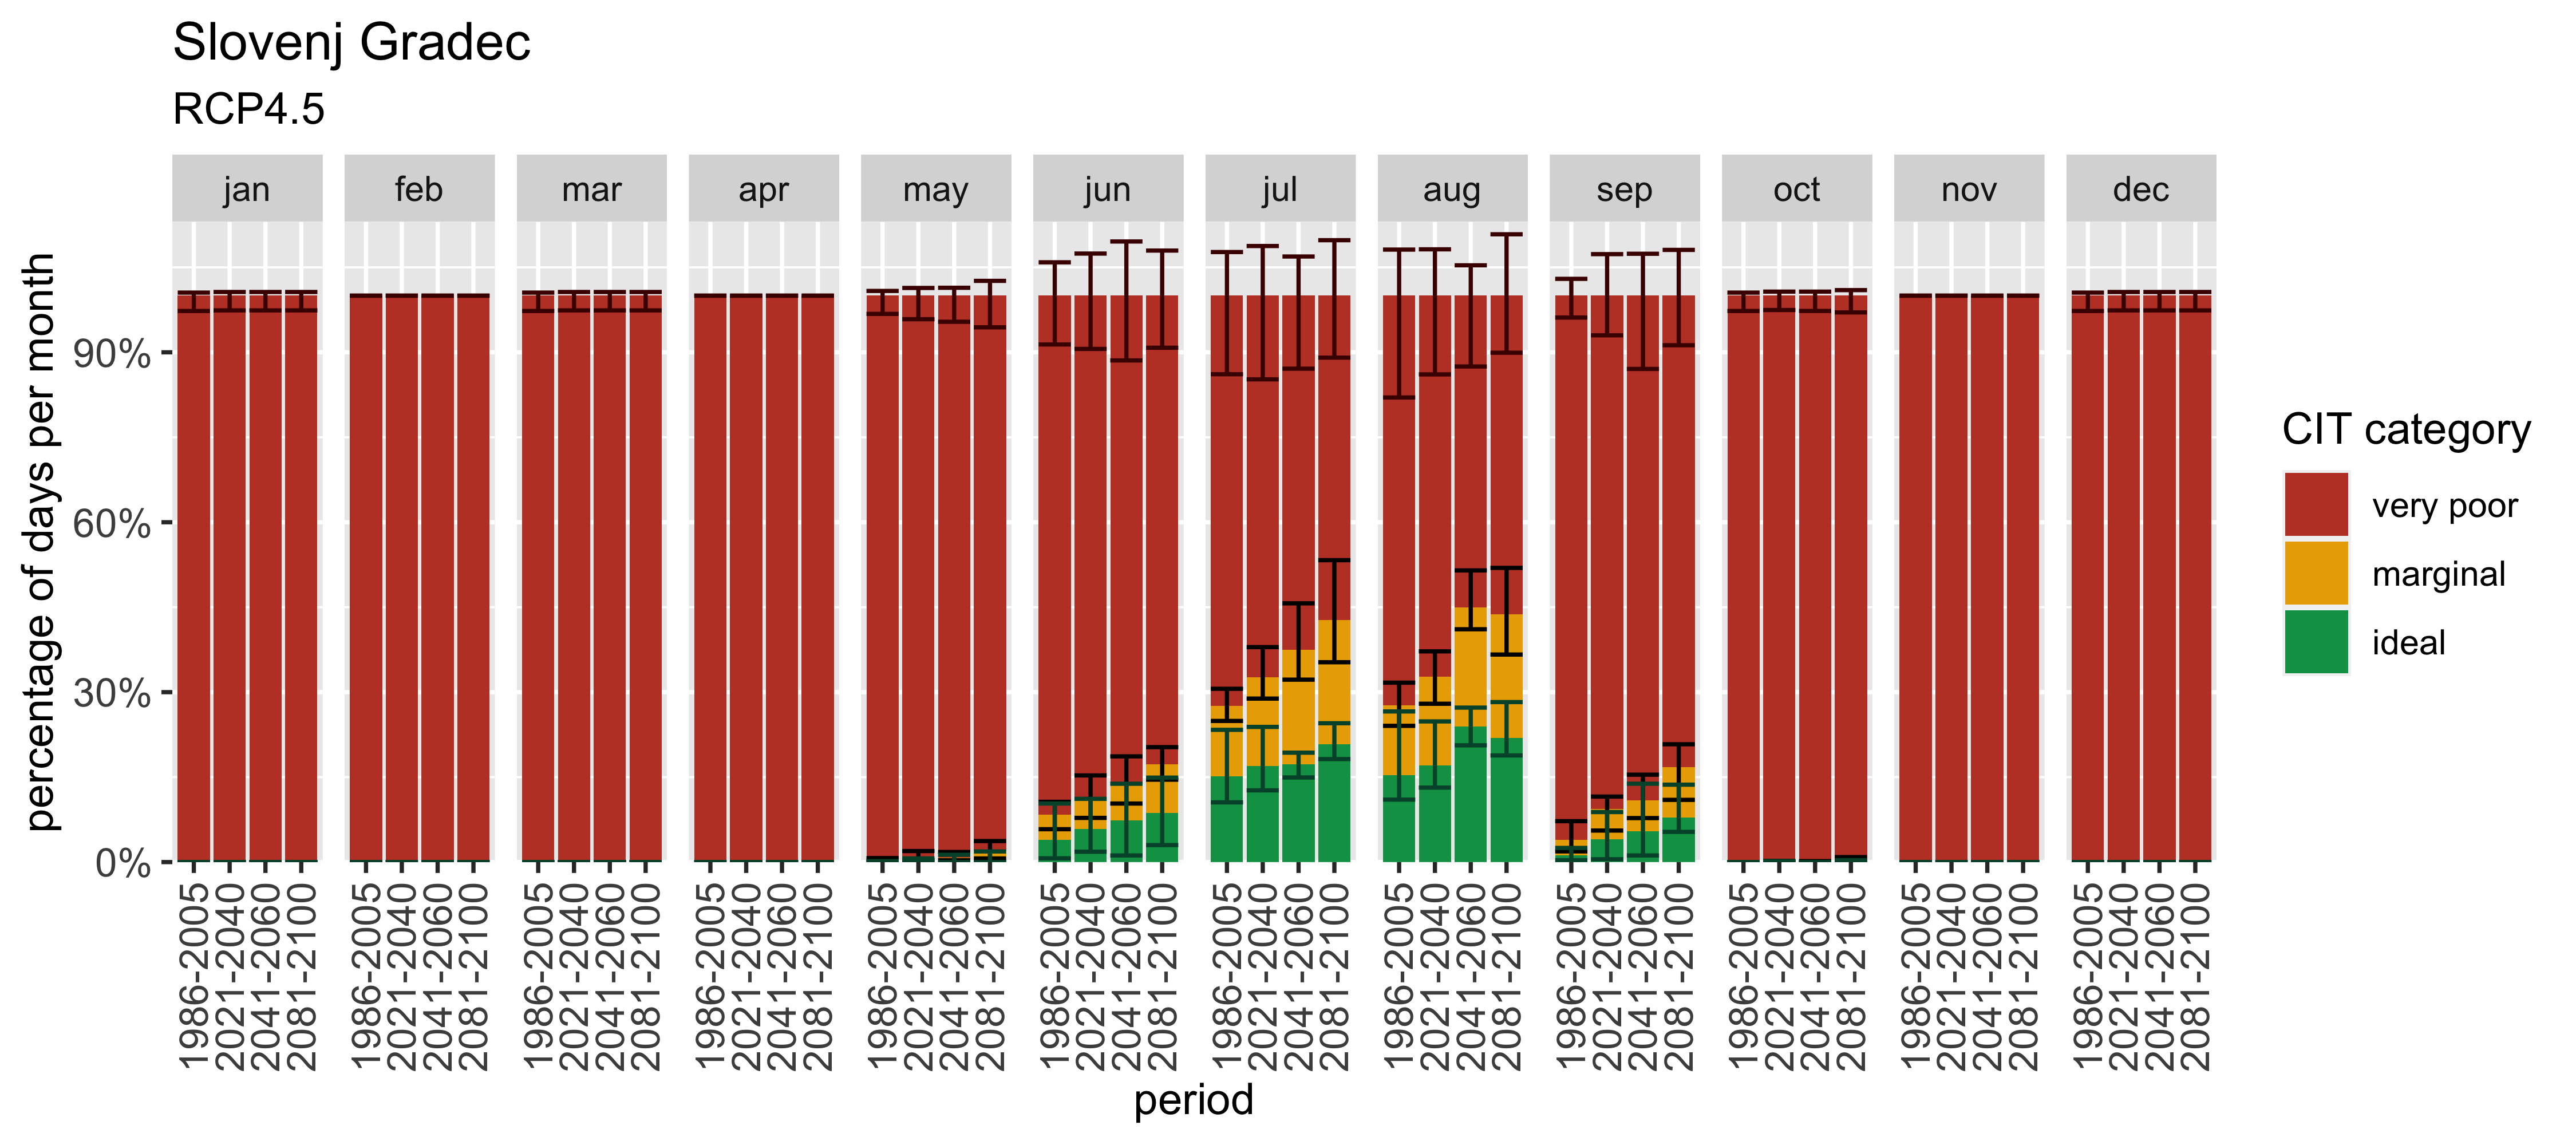 Slovenj Gradec
RCP4.5
jan feb mar apr may jun jul aug sep oct nov dec
percentage of days per month
90%
60%
30%
0%
1986-2005 2021-2040 2041-2060 2081-2100 1986-2005 2021-2040 2041-2060 2081-2100 1986-2005 2021-2040 2041-2060 2081-2100 1986-2005 2021-2040 2041-2060 2081-2100 1986-2005 2021-2040 2041-2060 2081-2100 1986-2005 2021-2040 2041-2060 2081-2100 1986-2005 2021-2040 2041-2060 2081-2100 1986-2005 2021-2040 2041-2060 2081-2100 1986-2005 2021-2040 2041-2060 2081-2100 1986-2005 2021-2040 2041-2060 2081-2100 1986-2005 2021-2040 2041-2060 2081-2100 1986-2005 2021-2040 2041-2060 2081-2100
period
CIT category
very poor
marginal
ideal